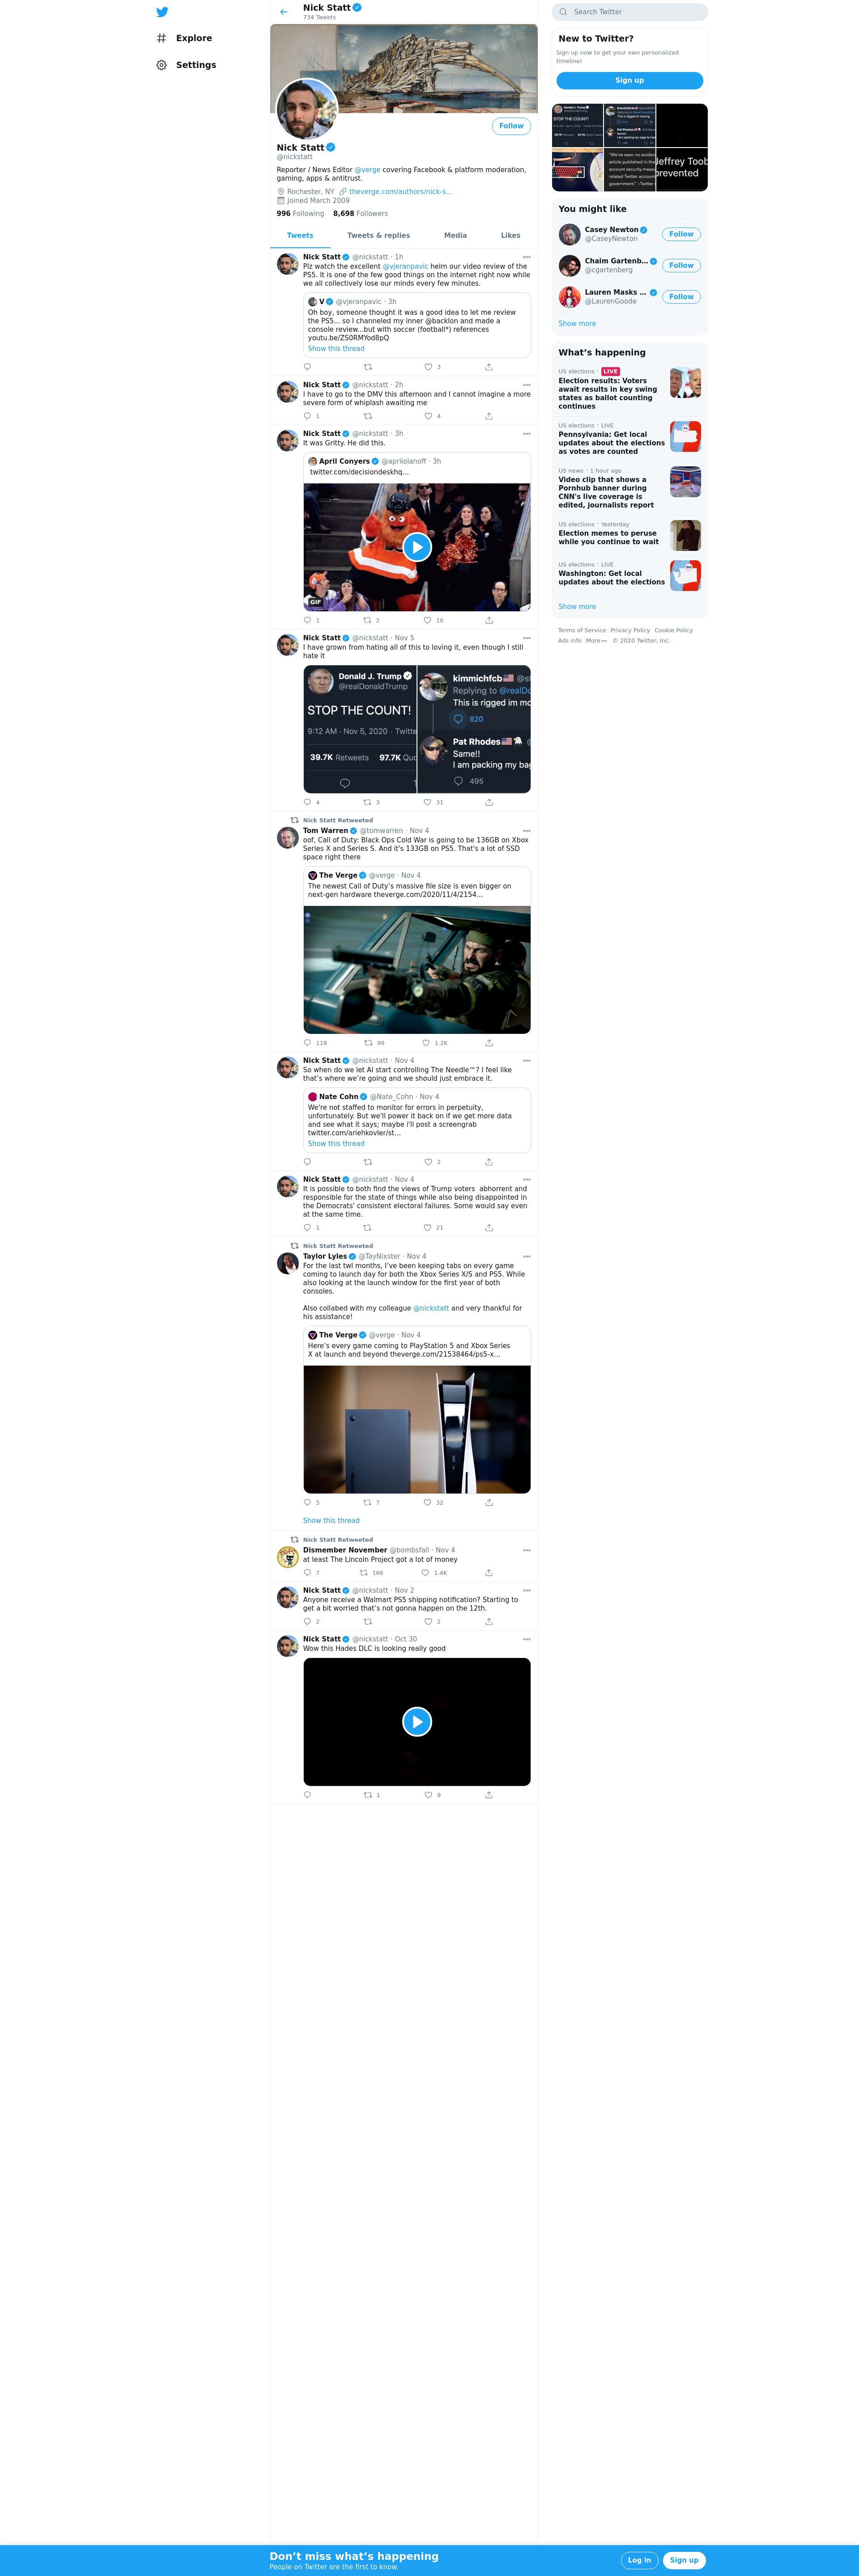 Explore
Settings
Nick Statt
734 Tweets
Follow
Nick Statt
@nickstatt
Reporter / News Editor @verge covering Facebook & platform moderation,
gaming, apps & antitrust.
Rochester, NY theverge.com/authors/nick-s…
Joined March 2009
996 Following 8,698 Followers
Tweets Tweets & replies Media Likes
Nick Statt @nickstatt · 1h
Plz watch the excellent @vjeranpavic helm our video review of the
PS5. It is one of the few good things on the internet right now while
we all collectively lose our minds every few minutes.
V @vjeranpavic · 3h
Oh boy, someone thought it was a good idea to let me review
the PS5... so I channeled my inner @backlon and made a
console review...but with soccer (football*) references
youtu.be/ZS0RMYod8pQ
Show this thread
3
Nick Statt @nickstatt · 2h
I have to go to the DMV this afternoon and I cannot imagine a more
severe form of whiplash awaiting me
1 4
Nick Statt @nickstatt · 3h
It was Gritty. He did this.
April Conyers @aprilolanoff · 3h
twitter.com/decisiondeskhq…
GIF
1 2 10
Nick Statt @nickstatt · Nov 5
I have grown from hating all of this to loving it, even though I still
hate it
Donald J. Trump
@realDonaldTrump
STOP THE COUNT!
9:12 AM · Nov 5, 2020 · Twitte
39.7K Retweets 97.7K Quo
kimmichfcb @st
Replying to @realDo
This is rigged im mo
820
Pat Rhodes @
Same!!
I am packing my bag
495
4 3 31
Nick Statt Retweeted
Tom Warren @tomwarren · Nov 4
oof, Call of Duty: Black Ops Cold War is going to be 136GB on Xbox
Series X and Series S. And it's 133GB on PS5. That's a lot of SSD
space right there
The Verge @verge · Nov 4
The newest Call of Duty's massive file size is even bigger on
next-gen hardware theverge.com/2020/11/4/2154…
118 99 1.2K
Nick Statt @nickstatt · Nov 4
So when do we let AI start controlling The Needle™? I feel like
that's where we're going and we should just embrace it.
Nate Cohn @Nate_Cohn · Nov 4
We're not staffed to monitor for errors in perpetuity,
unfortunately. But we'll power it back on if we get more data
and see what it says; maybe i'll post a screengrab
twitter.com/ariehkovler/st…
Show this thread
2
Nick Statt @nickstatt · Nov 4
It is possible to both find the views of Trump voters abhorrent and
responsible for the state of things while also being disappointed in
the Democrats' consistent electoral failures. Some would say even
at the same time.
1 21
Nick Statt Retweeted
Taylor Lyles @TayNixster · Nov 4
For the last twl months, I've been keeping tabs on every game
coming to launch day for both the Xbox Series X/S and PS5. While
also looking at the launch window for the first year of both
consoles.
Also collabed with my colleague @nickstatt and very thankful for
his assistance!
The Verge @verge · Nov 4
Here's every game coming to PlayStation 5 and Xbox Series
X at launch and beyond theverge.com/21538464/ps5-x…
5 7 32
Show this thread
Nick Statt Retweeted
Dismember November @bombsfall · Nov 4
at least The Lincoln Project got a lot of money
7 166 1.4K
Nick Statt @nickstatt · Nov 2
Anyone receive a Walmart PS5 shipping notification? Starting to
get a bit worried that's not gonna happen on the 12th.
2 2
Nick Statt @nickstatt · Oct 30
Wow this Hades DLC is looking really good
1 9
Search Twitter
New to Twitter?
Sign up now to get your own personalized
timeline!
Sign up
STOP THE COUNT!
"We've seen no evidenc
Jeffrey Toob
prevented
You might like
Casey Newton
@CaseyNewton
Follow
Chaim Gartenb…
@cgartenberg
Follow
Lauren Masks …
@LaurenGoode
Follow
Show more
What's happening
US elections · LIVE
Election results: Voters
await results in key swing
states as ballot counting
continues
US elections · LIVE
Pennsylvania: Get local
updates about the elections
as votes are counted
US news · 1 hour ago
Video clip that shows a
Pornhub banner during
CNN's live coverage is
edited, journalists report
US elections · Yesterday
Election memes to peruse
while you continue to wait
US elections · LIVE
Washington: Get local
updates about the elections
Show more
Terms of Service Privacy Policy Cookie Policy
Ads info More © 2020 Twitter, Inc.
Don't miss what's happening
People on Twitter are the first to know.
Log in Sign up